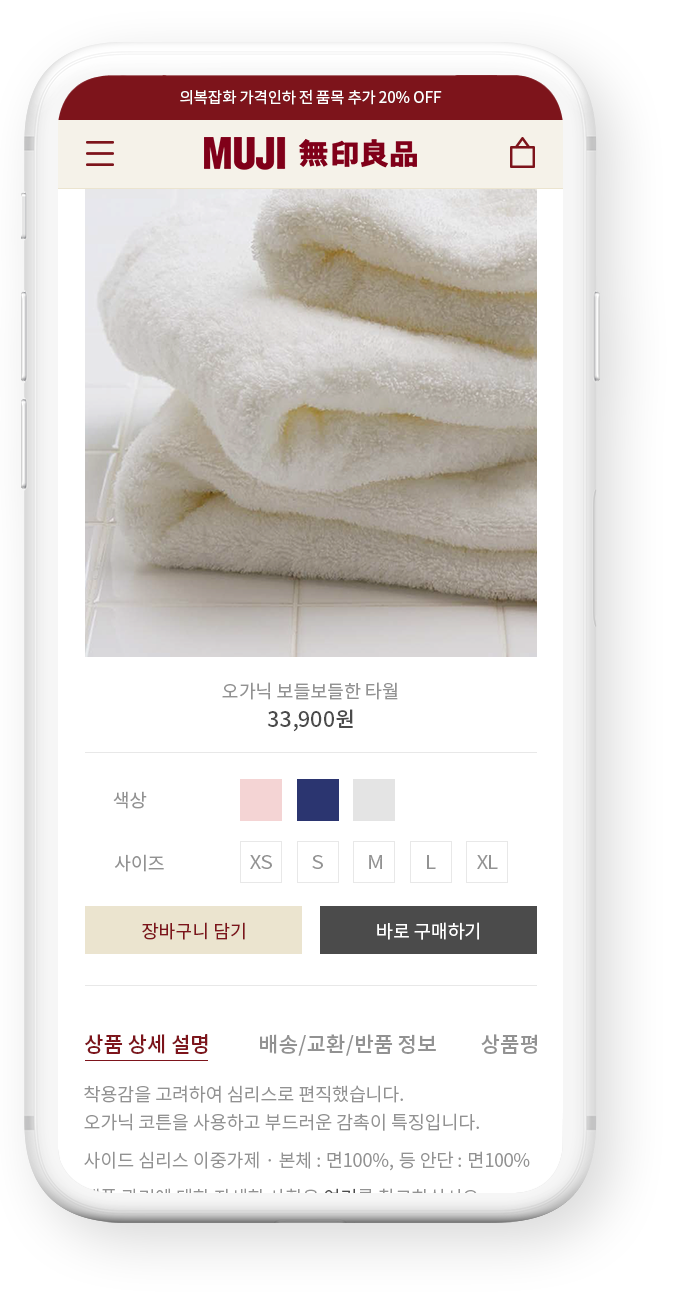 의복잡화 가격인하 전 품목 추가 20% OFF
MUJI 無印良品
오가닉 보들보들한 타월
33,900원
색상
사이즈 XS S M L XL
장바구니 담기 바로 구매하기
상품 상세 설명 배송/교환/반품 정보 상품평
착용감을 고려하여 심리스로 편직했습니다.
오가닉 코튼을 사용하고 부드러운 감촉이 특징입니다.
사이드 심리스 이중가제 · 본체 : 면100%, 등 안단 : 면100%